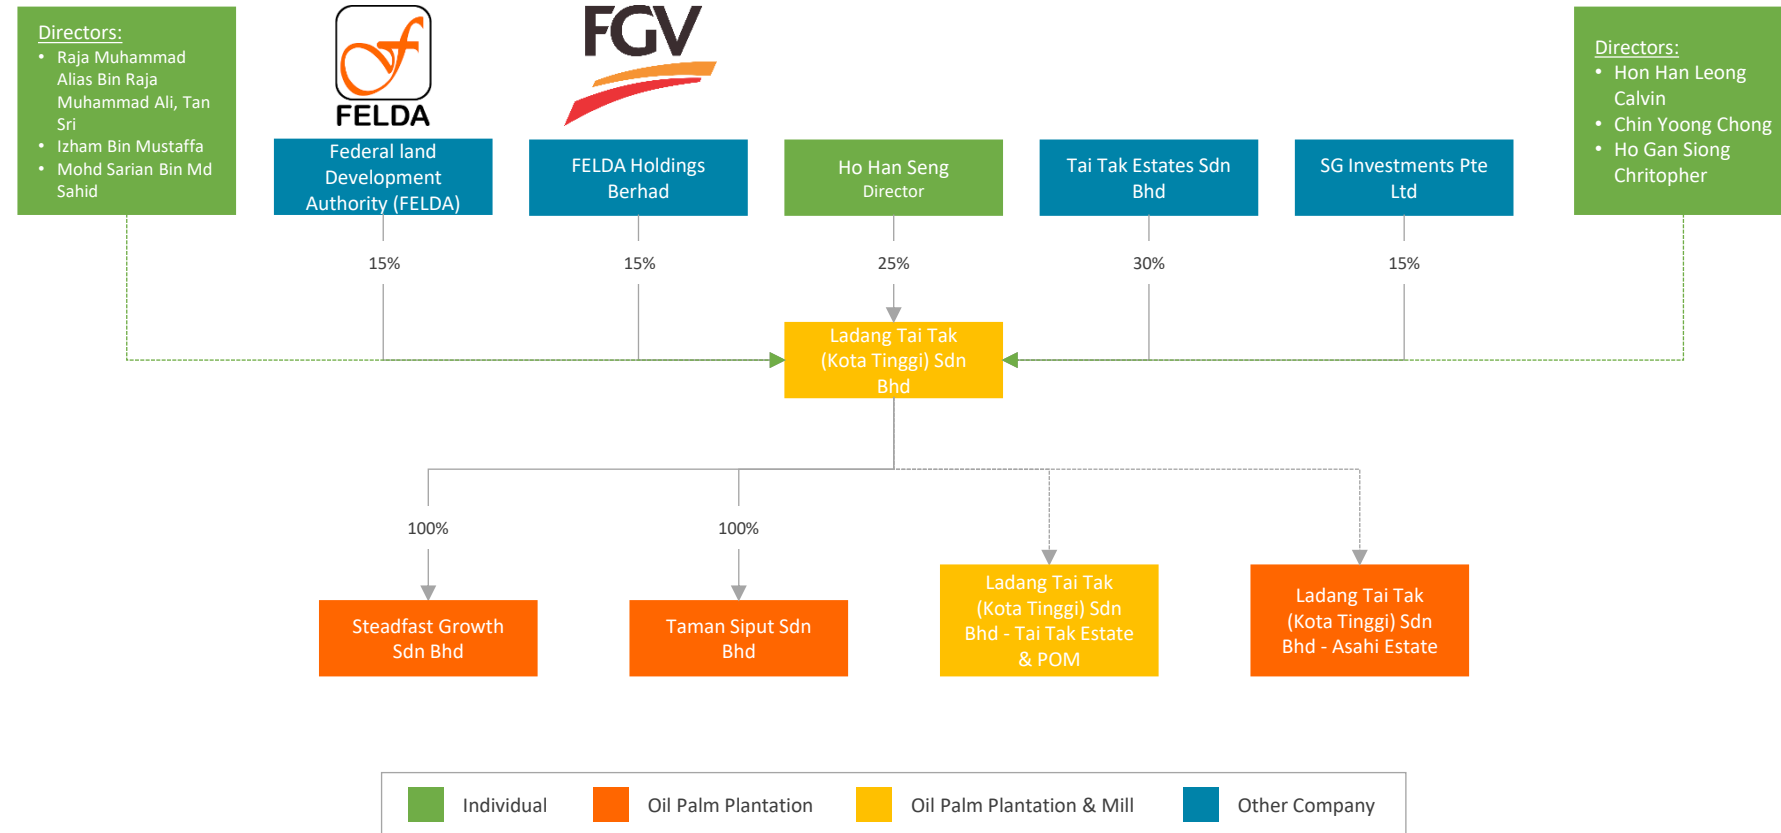 Directors:
• Raja Muhammad
Alias Bin Raja
Muhammad Ali, Tan
Sri
• Izham Bin Mustaffa
• Mohd Sarian Bin Md
Sahid
FELDA
FGV
Federal land
Development
Authority (FELDA)
FELDA Holdings
Berhad
Ho Han Seng
Director
Tai Tak Estates Sdn
Bhd
SG Investments Pte
Ltd
Directors:
• Hon Han Leong
Calvin
• Chin Yoong Chong
• Ho Gan Siong
Chritopher
15%
15%
25%
30%
15%
Ladang Tai Tak
(Kota Tinggi) Sdn
Bhd
100%
100%
Steadfast Growth
Sdn Bhd
Taman Siput Sdn
Bhd
Ladang Tai Tak
(Kota Tinggi) Sdn
Bhd - Tai Tak Estate
& POM
Ladang Tai Tak
(Kota Tinggi) Sdn
Bhd - Asahi Estate
Individual
Oil Palm Plantation
Oil Palm Plantation & Mill
Other Company